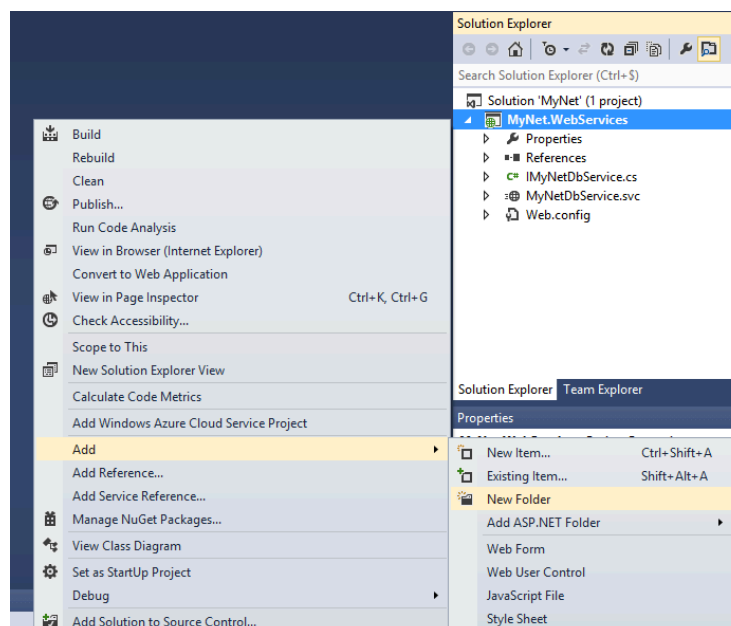 Solution Explorer
Search Solution Explorer (Ctrl+$)
Solution 'MyNet' (1 project)
MyNet.WebServices
Properties
References
C# IMyNetDbService.cs
MyNetDbService.svc
Web.config
Solution Explorer Team Explorer
Properties
Build
Rebuild
Clean
Publish...
Run Code Analysis
View in Browser (Internet Explorer)
Convert to Web Application
View in Page Inspector Ctrl+K, Ctrl+G
Check Accessibility...
Scope to This
New Solution Explorer View
Calculate Code Metrics
Add Windows Azure Cloud Service Project
Add
Add Reference...
Add Service Reference...
Manage NuGet Packages...
View Class Diagram
Set as StartUp Project
Debug
Add Solution to Source Control...
New Item... Ctrl+Shift+A
Existing Item... Shift+Alt+A
New Folder
Add ASP.NET Folder
Web Form
Web User Control
JavaScript File
Style Sheet